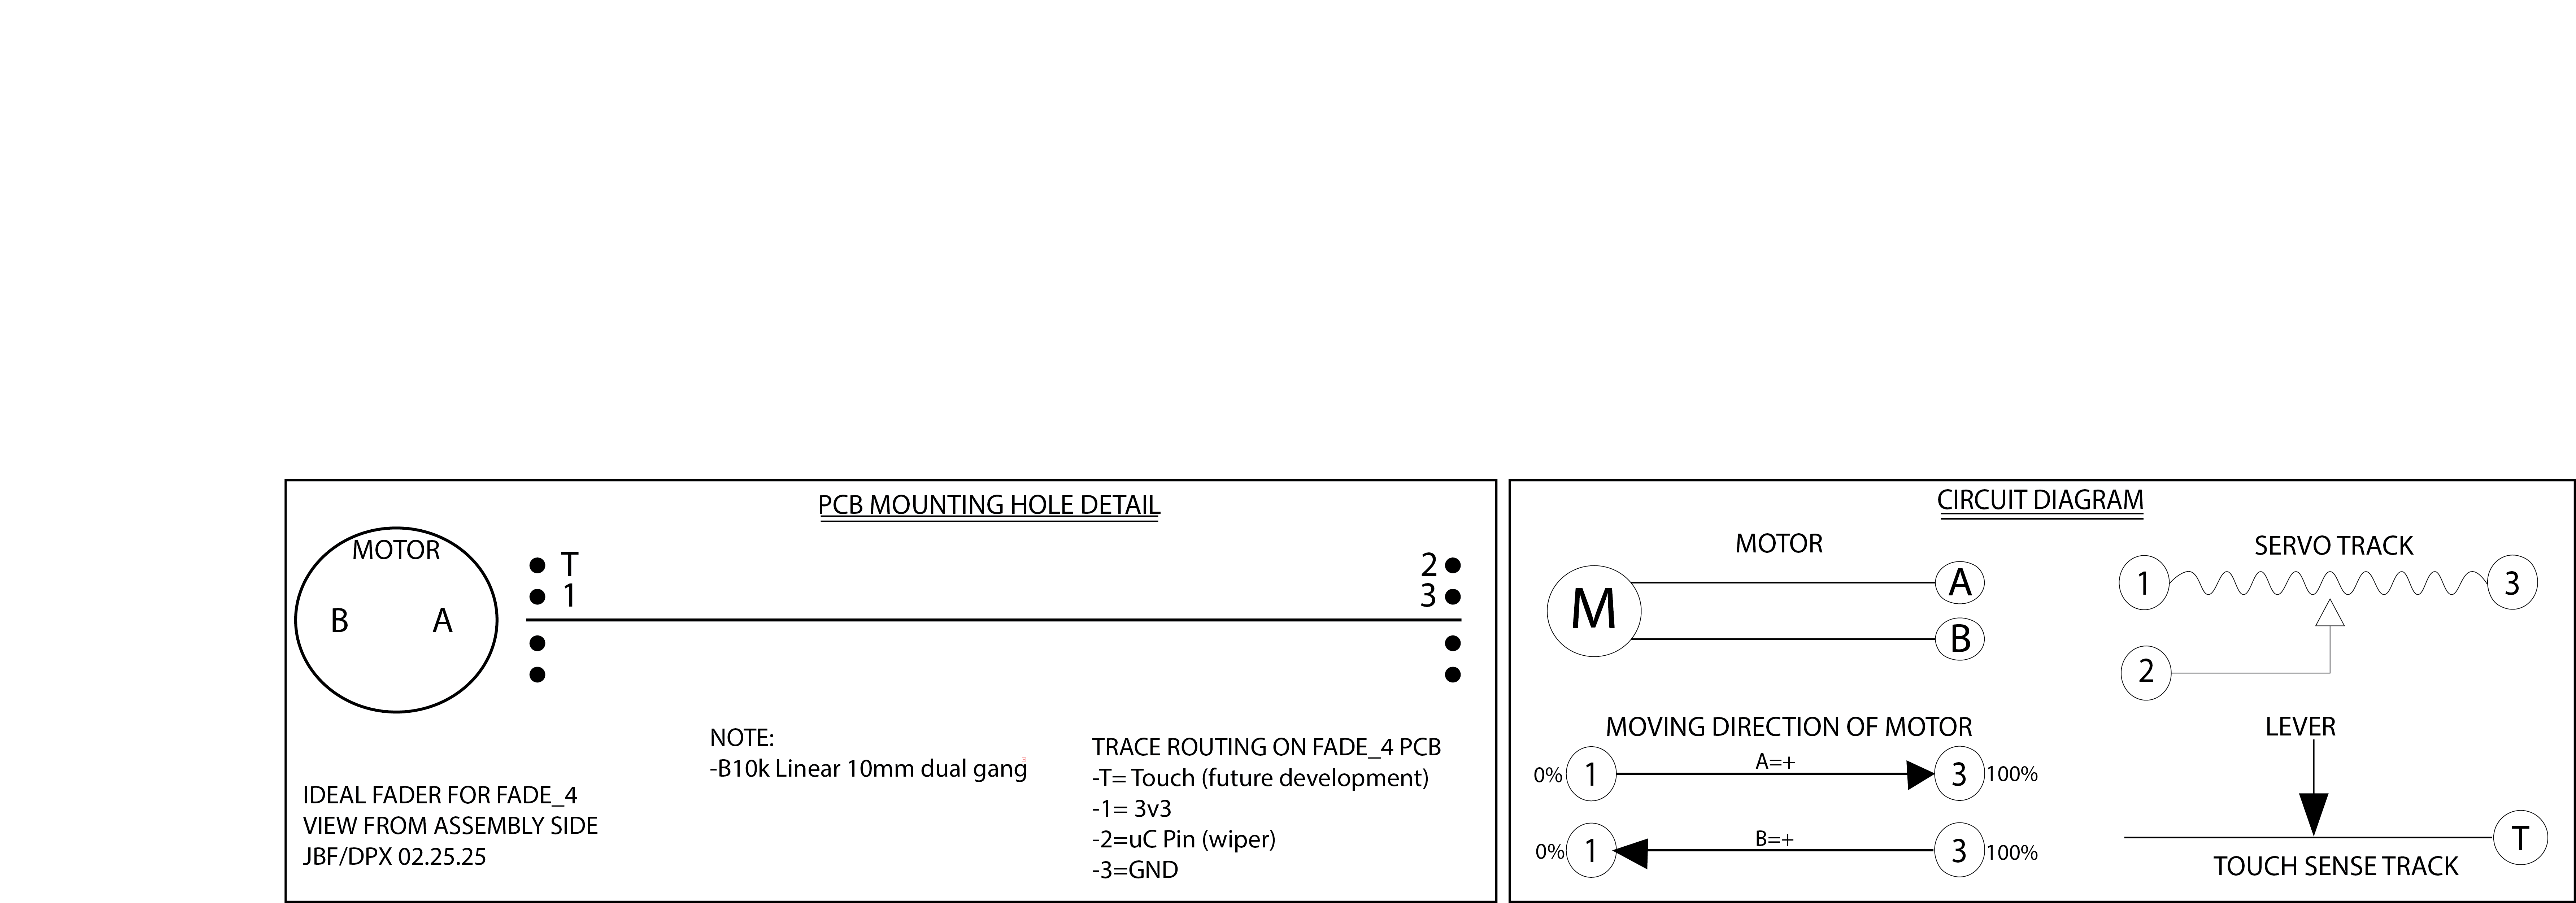 PCB MOUNTING HOLE DETAIL
MOTOR
B A
T
1
2
3
NOTE:
-B10k Linear 10mm dual gang
TRACE ROUTING ON FADE_4 PCB
-T= Touch (future development)
-1= 3v3
-2=uC Pin (wiper)
-3=GND
IDEAL FADER FOR FADE_4
VIEW FROM ASSEMBLY SIDE
JBF/DPX 02.25.25
CIRCUIT DIAGRAM
MOTOR
M
A
B
SERVO TRACK
1 3
2
MOVING DIRECTION OF MOTOR
0% 1 A=+ 3 100%
0% 1 B=+ 3 100%
LEVER
T
TOUCH SENSE TRACK